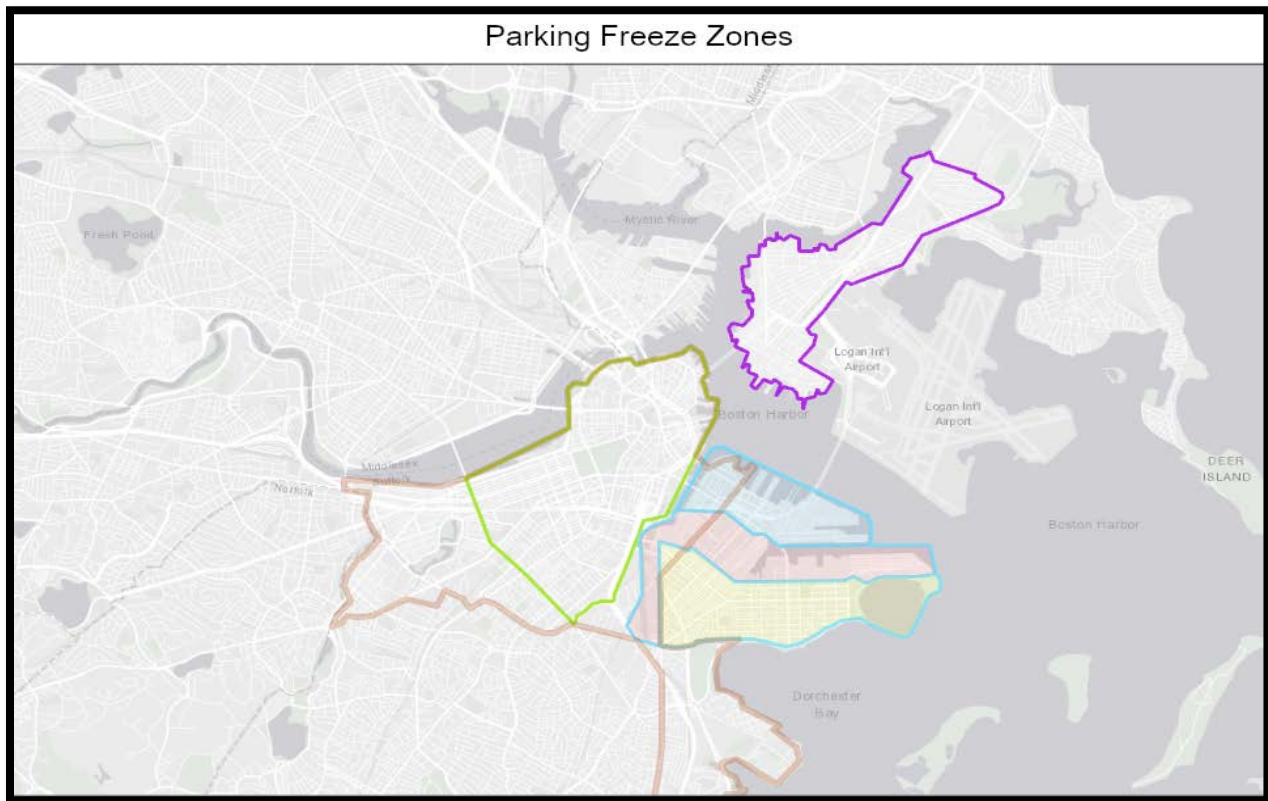 Parking Freeze Zones
Middlesex
Mystic River
Fresh Pond
Logan Int'l
Airport
Logan Int'l
Airport
Boston Harbor
Middlesex
Suffolk
Norfolk
DEER
ISLAND
Boston Harbor
Dorchester
Bay